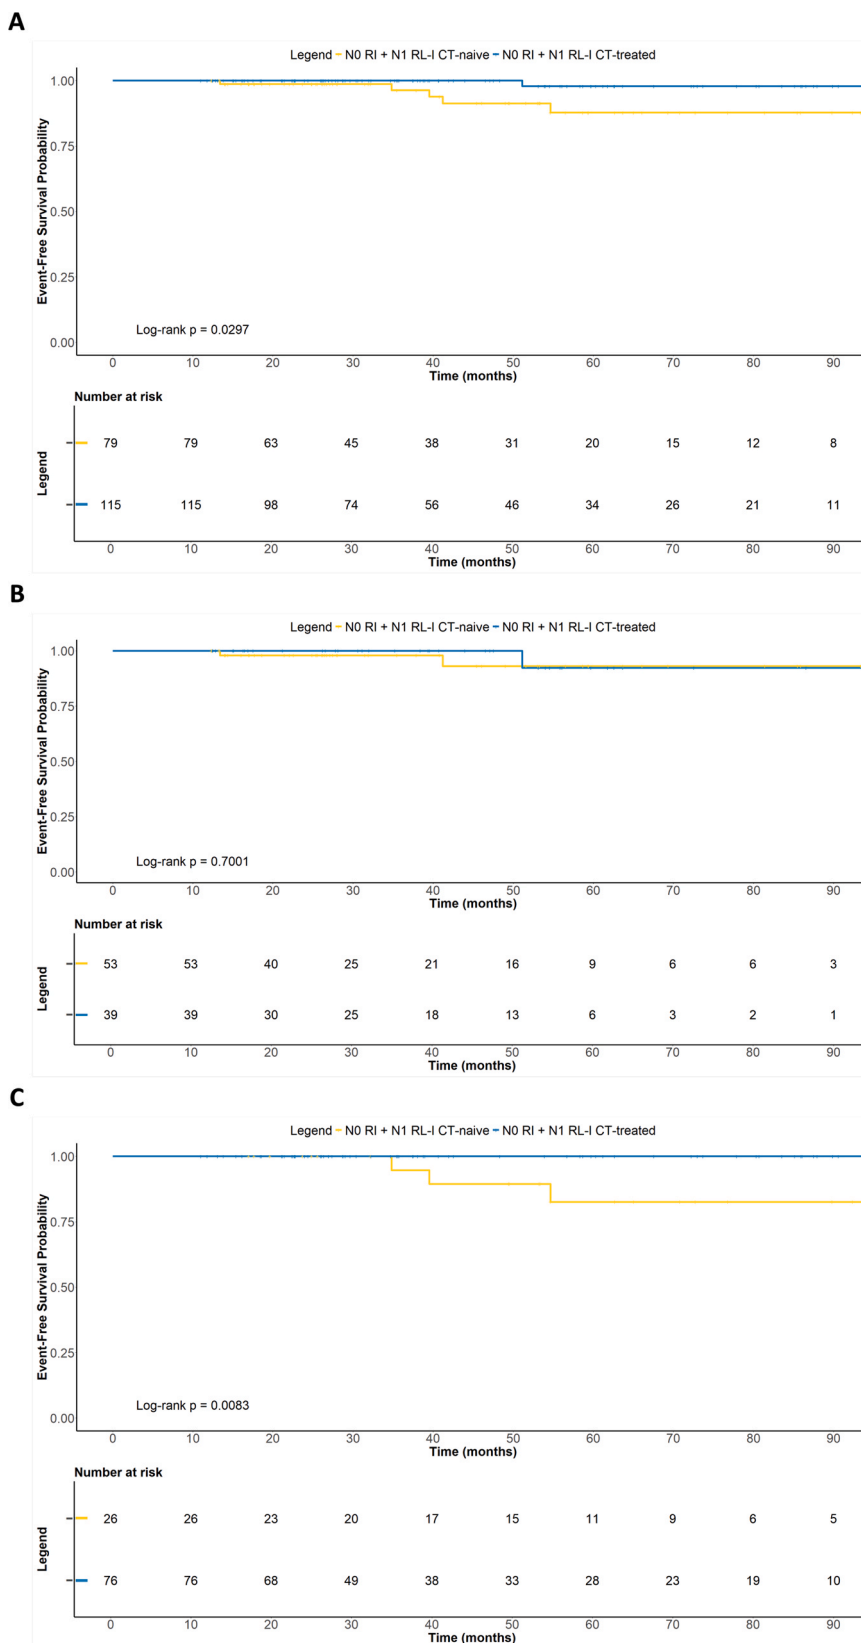 A
Legend N0 RI + N1 RL-I CT-naive N0 RI + N1 RL-I CT-treated
Event-Free Survival Probability
1.00
0.75
0.50
0.25
0.00
Log-rank p = 0.0297
0 10 20 30 40 50 60 70 80 90
Time (months)
Number at risk
Legend
79 79 63 45 38 31 20 15 12 8
115 115 98 74 56 46 34 26 21 11
0 10 20 30 40 50 60 70 80 90
Time (months)
B
Legend N0 RI + N1 RL-I CT-naive N0 RI + N1 RL-I CT-treated
Event-Free Survival Probability
1.00
0.75
0.50
0.25
0.00
Log-rank p = 0.7001
0 10 20 30 40 50 60 70 80 90
Time (months)
Number at risk
Legend
53 53 40 25 21 16 9 6 6 3
39 39 30 25 18 13 6 3 2 1
0 10 20 30 40 50 60 70 80 90
Time (months)
C
Legend N0 RI + N1 RL-I CT-naive N0 RI + N1 RL-I CT-treated
Event-Free Survival Probability
1.00
0.75
0.50
0.25
0.00
Log-rank p = 0.0083
0 10 20 30 40 50 60 70 80 90
Time (months)
Number at risk
Legend
26 26 23 20 17 15 11 9 6 5
76 76 68 49 38 33 28 23 19 10
0 10 20 30 40 50 60 70 80 90
Time (months)